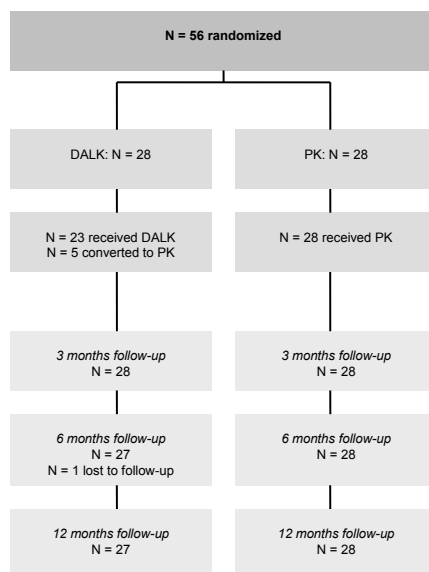 N = 56 randomized
DALK: N = 28
PK: N = 28
N = 23 received DALK
N = 5 converted to PK
N = 28 received PK
3 months follow-up
N = 28
3 months follow-up
N = 28
6 months follow-up
N = 27
N = 1 lost to follow-up
6 months follow-up
N = 28
12 months follow-up
N = 27
12 months follow-up
N = 28